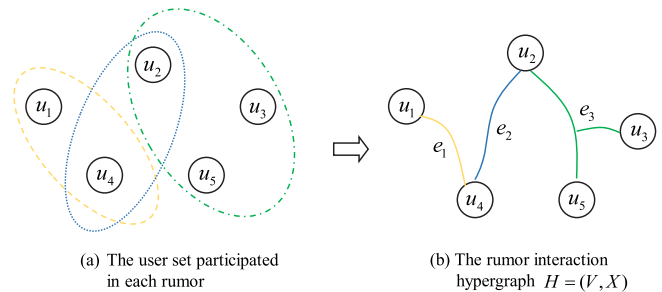 u1
u2
u3
u4
u5
u1
u2
u3
u4
u5
e1
e2
e3
(a) The user set participated
in each rumor
(b) The rumor interaction
hypergraph H = (V, X)